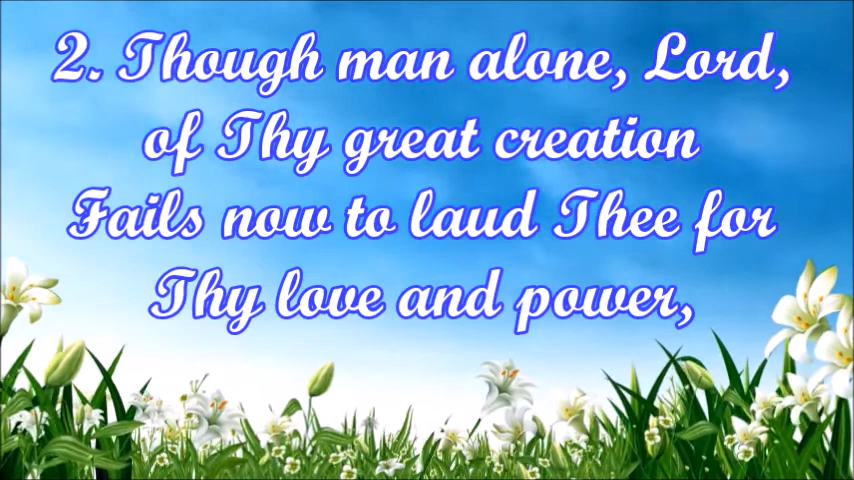 2. Though man alone, Lord,
of Thy great creation
Fails now to laud Thee for
Thy love and power,